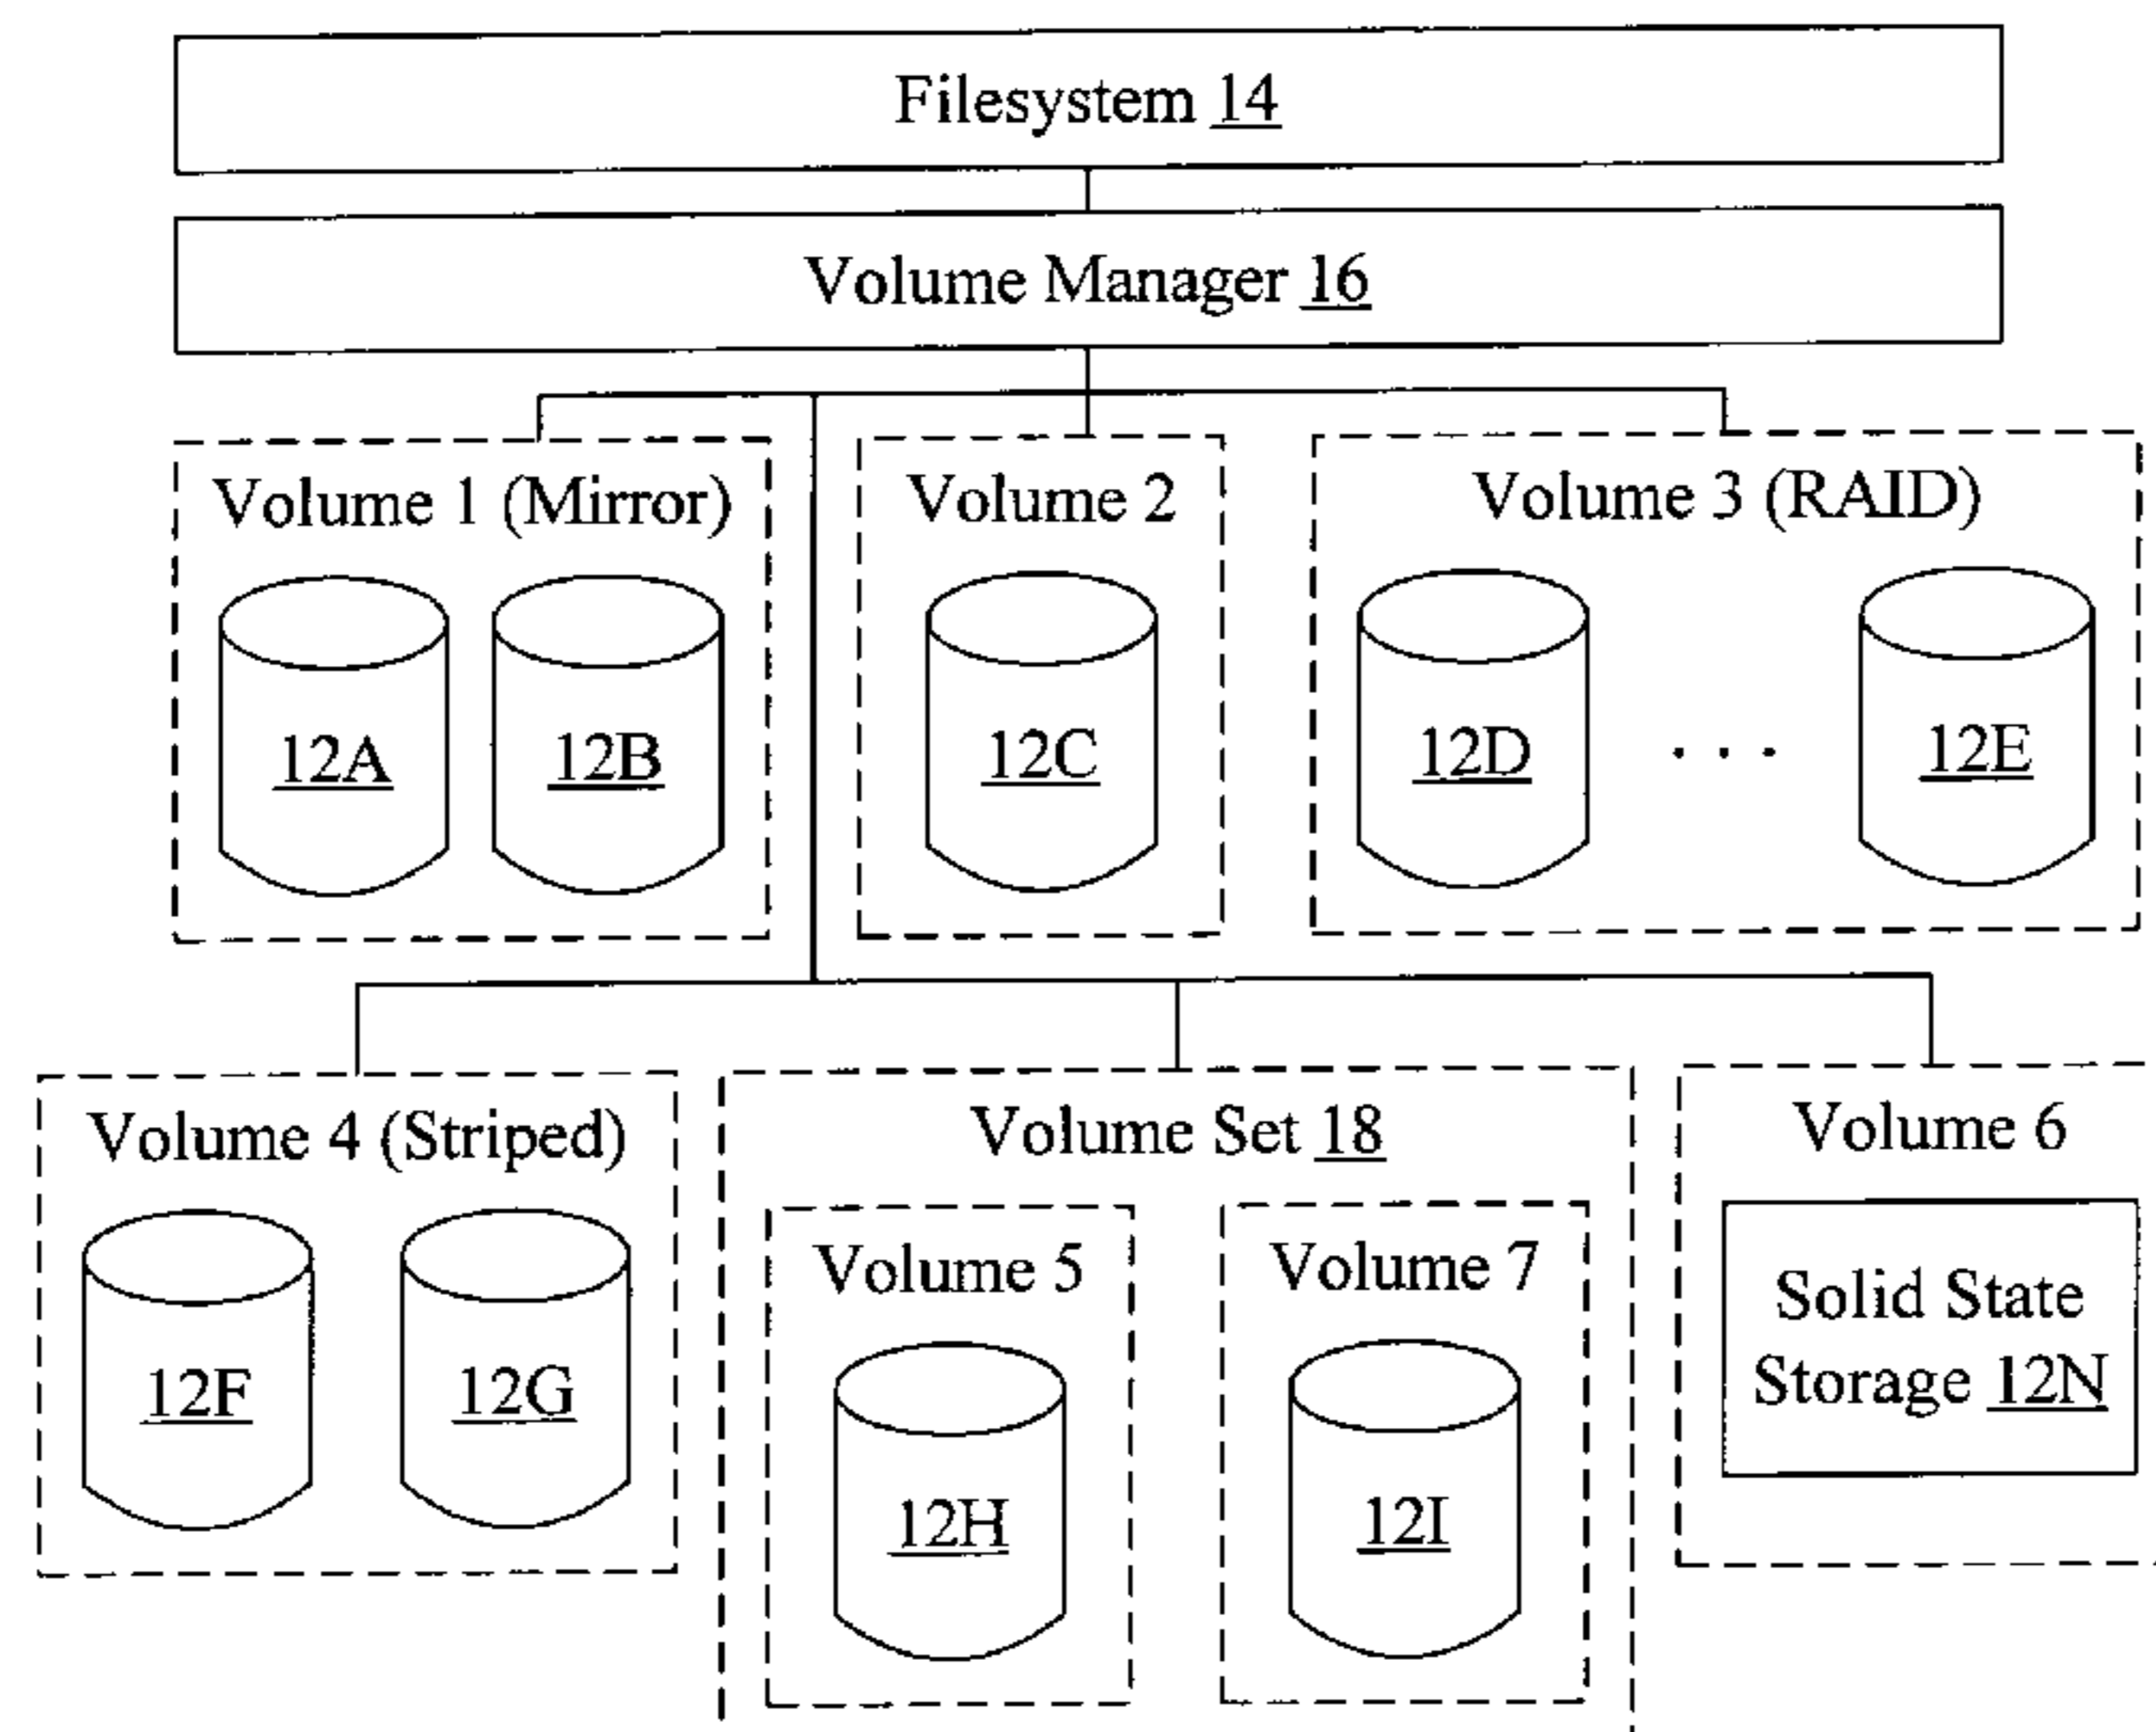 Filesystem 14
Volume Manager 16
Volume 1 (Mirror)
Volume 2
Volume 3 (RAID)
12A
12B
12C
12D
. . .
12E
Volume 4 (Striped)
Volume Set 18
Volume 6
12F
12G
Volume 5
Volume 7
Solid State
Storage 12N
12H
12I